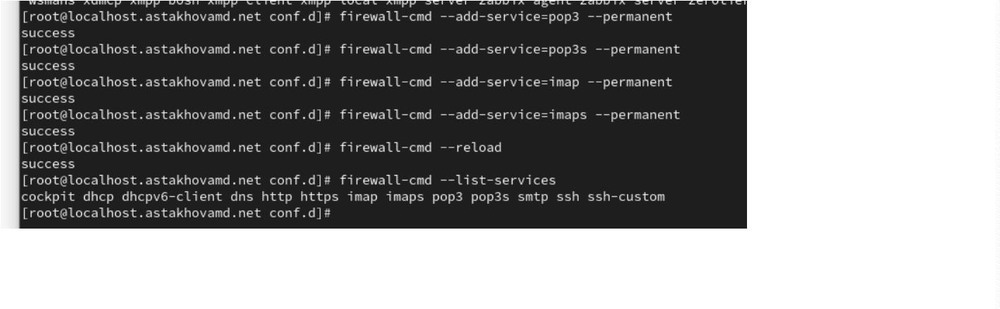 wsmans xdmcp xmpp-bosh xmpp-client xmpp-local xmpp-server zabbix-agent zabbix-server
[root@localhost.astakhovamd.net conf.d]# firewall-cmd --add-service=pop3 --permanent
success
[root@localhost.astakhovamd.net conf.d]# firewall-cmd --add-service=pop3s --permanent
success
[root@localhost.astakhovamd.net conf.d]# firewall-cmd --add-service=imap --permanent
success
[root@localhost.astakhovamd.net conf.d]# firewall-cmd --add-service=imaps --permanent
success
[root@localhost.astakhovamd.net conf.d]# firewall-cmd --reload
success
[root@localhost.astakhovamd.net conf.d]# firewall-cmd --list-services
cockpit dhcp dhcpv6-client dns http https imap imaps pop3 pop3s smtp ssh ssh-custom
[root@localhost.astakhovamd.net conf.d]#